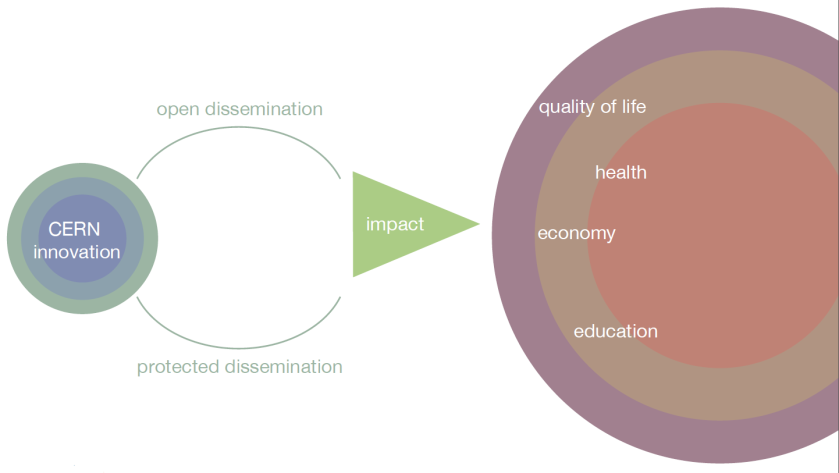 open dissemination
quality of life
health
CERN
innovation
impact
economy
education
protected dissemination